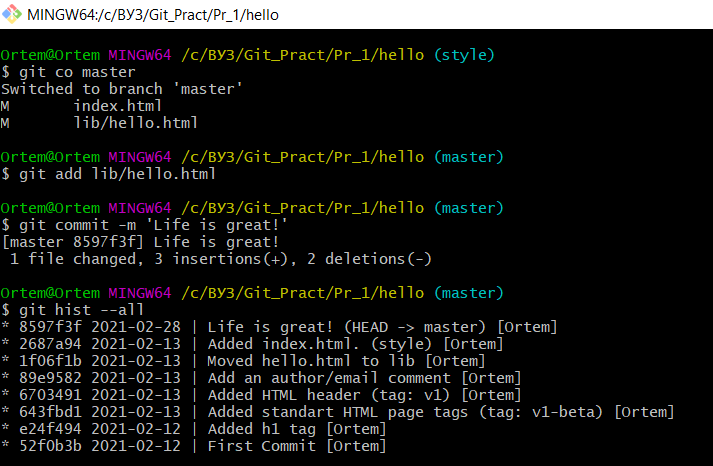 MINGW64:/c/ВУЗ/Git_Pract/Pr_1/hello
Ortem@Ortem MINGW64 /c/ВУЗ/Git_Pract/Pr_1/hello (style)
$ git co master
Switched to branch 'master'
M       index.html
M       lib/hello.html
Ortem@Ortem MINGW64 /c/ВУЗ/Git_Pract/Pr_1/hello (master)
$ git add lib/hello.html
Ortem@Ortem MINGW64 /c/ВУЗ/Git_Pract/Pr_1/hello (master)
$ git commit -m 'Life is great!'
[master 8597f3f] Life is great!
 1 file changed, 3 insertions(+), 2 deletions(-)
Ortem@Ortem MINGW64 /c/ВУЗ/Git_Pract/Pr_1/hello (master)
$ git hist --all
* 8597f3f 2021-02-28 | Life is great! (HEAD -> master) [Ortem]
* 2687a94 2021-02-13 | Added index.html. (style) [Ortem]
* 1f06f1b 2021-02-13 | Moved hello.html to lib [Ortem]
* 89e9582 2021-02-13 | Add an author/email comment [Ortem]
* 6703491 2021-02-13 | Added HTML header (tag: v1) [Ortem]
* 643fbd1 2021-02-13 | Added standart HTML page tags (tag: v1-beta) [Ortem]
* e24f494 2021-02-12 | Added h1 tag [Ortem]
* 52f0b3b 2021-02-12 | First Commit [Ortem]